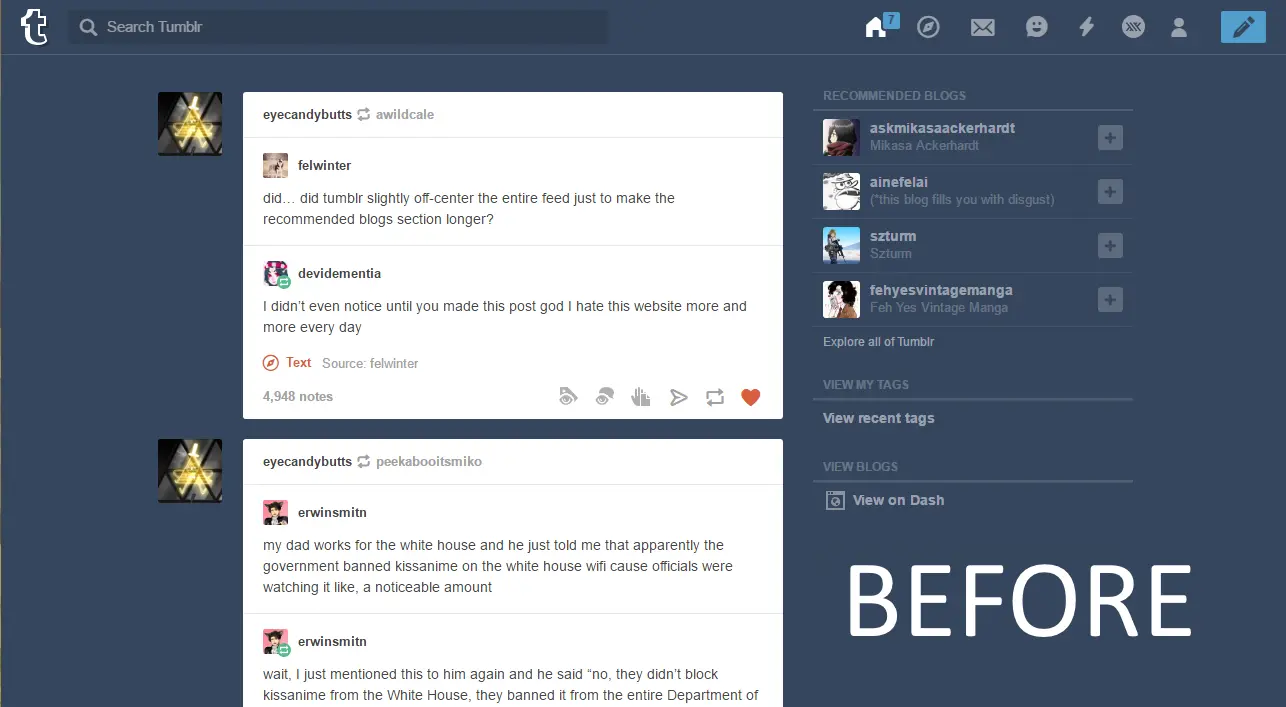 t
Search Tumblr
7
eyecandybutts awildcale
felwinter
did… did tumblr slightly off-center the entire feed just to make the
recommended blogs section longer?
devidementia
I didn’t even notice until you made this post god I hate this website more and
more every day
Text Source: felwinter
4,948 notes
eyecandybutts peekabooitsmiko
erwinsmitn
my dad works for the white house and he just told me that apparently the
government banned kissanime on the white house wifi cause officials were
watching it like, a noticeable amount
erwinsmitn
wait, I just mentioned this to him again and he said “no, they didn’t block
kissanime from the White House, they banned it from the entire Department of
RECOMMENDED BLOGS
askmikasaackerhardt
Mikasa Ackerhardt
ainefelai
(*this blog fills you with disgust)
szturm
Szturm
fehyesvintagemanga
Feh Yes Vintage Manga
Explore all of Tumblr
VIEW MY TAGS
View recent tags
VIEW BLOGS
View on Dash
BEFORE